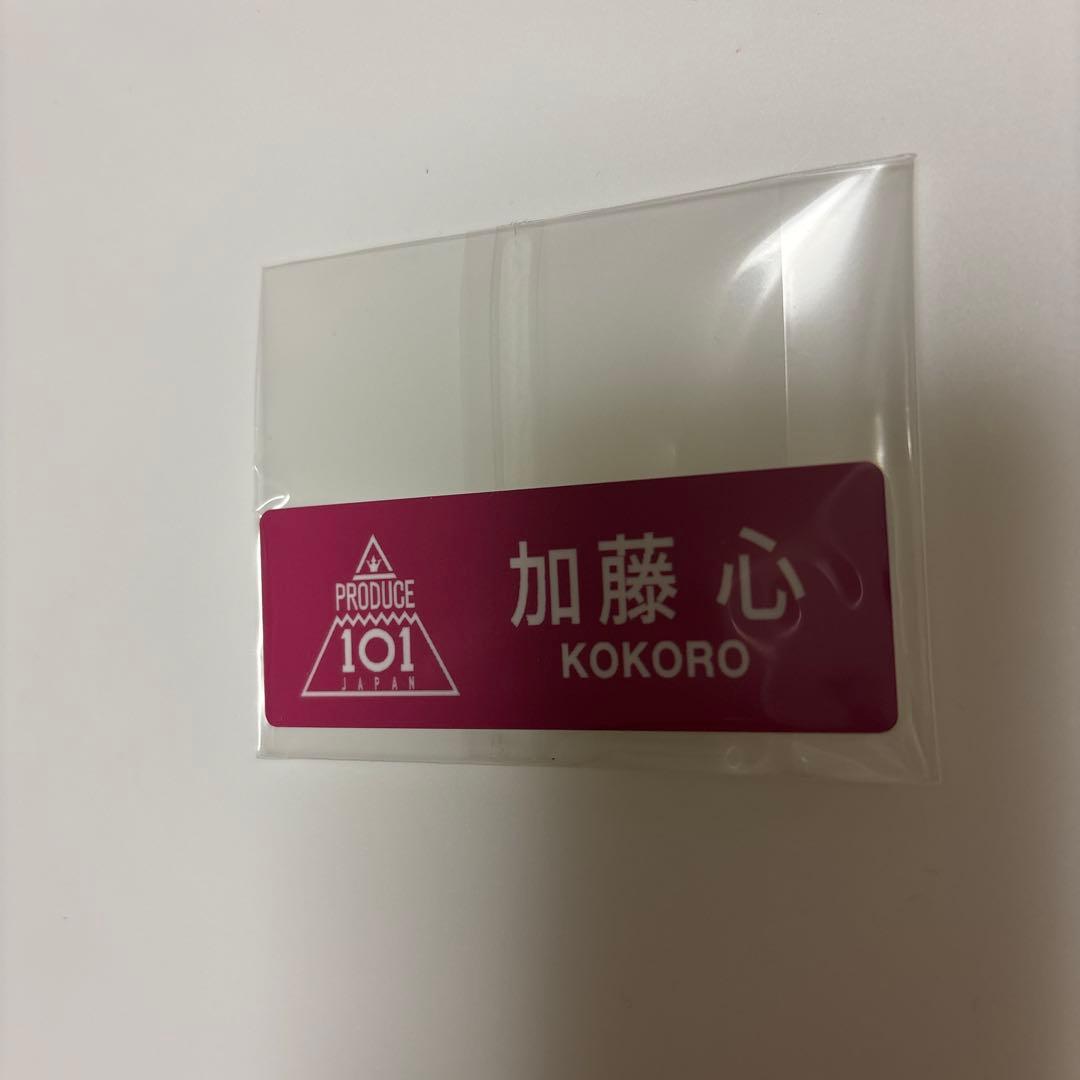 PRODUCE
101
JAPAN
加藤 心
KOKORO